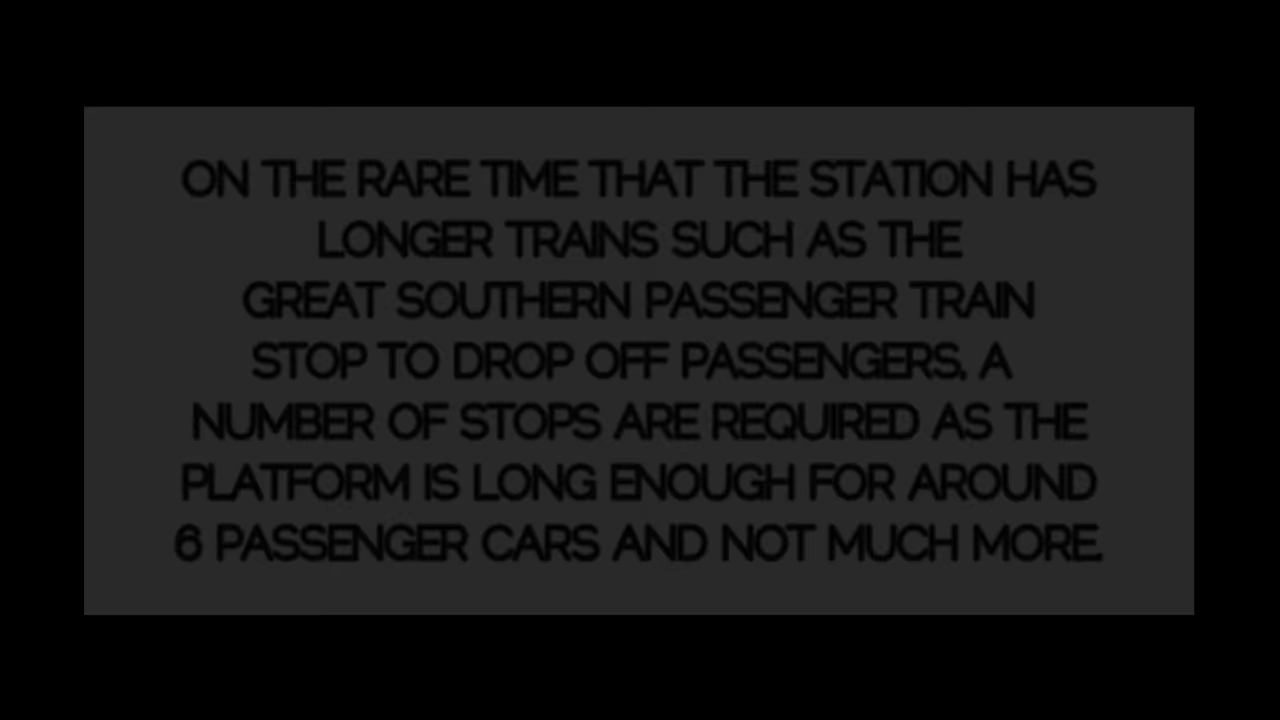 ON THE RARE TIME THAT THE STATION HAS
LONGER TRAINS SUCH AS THE
GREAT SOUTHERN PASSENGER TRAIN
STOP TO DROP OFF PASSENGERS, A
NUMBER OF STOPS ARE REQUIRED AS THE
PLATFORM IS LONG ENOUGH FOR AROUND
6 PASSENGER CARS AND NOT MUCH MORE.